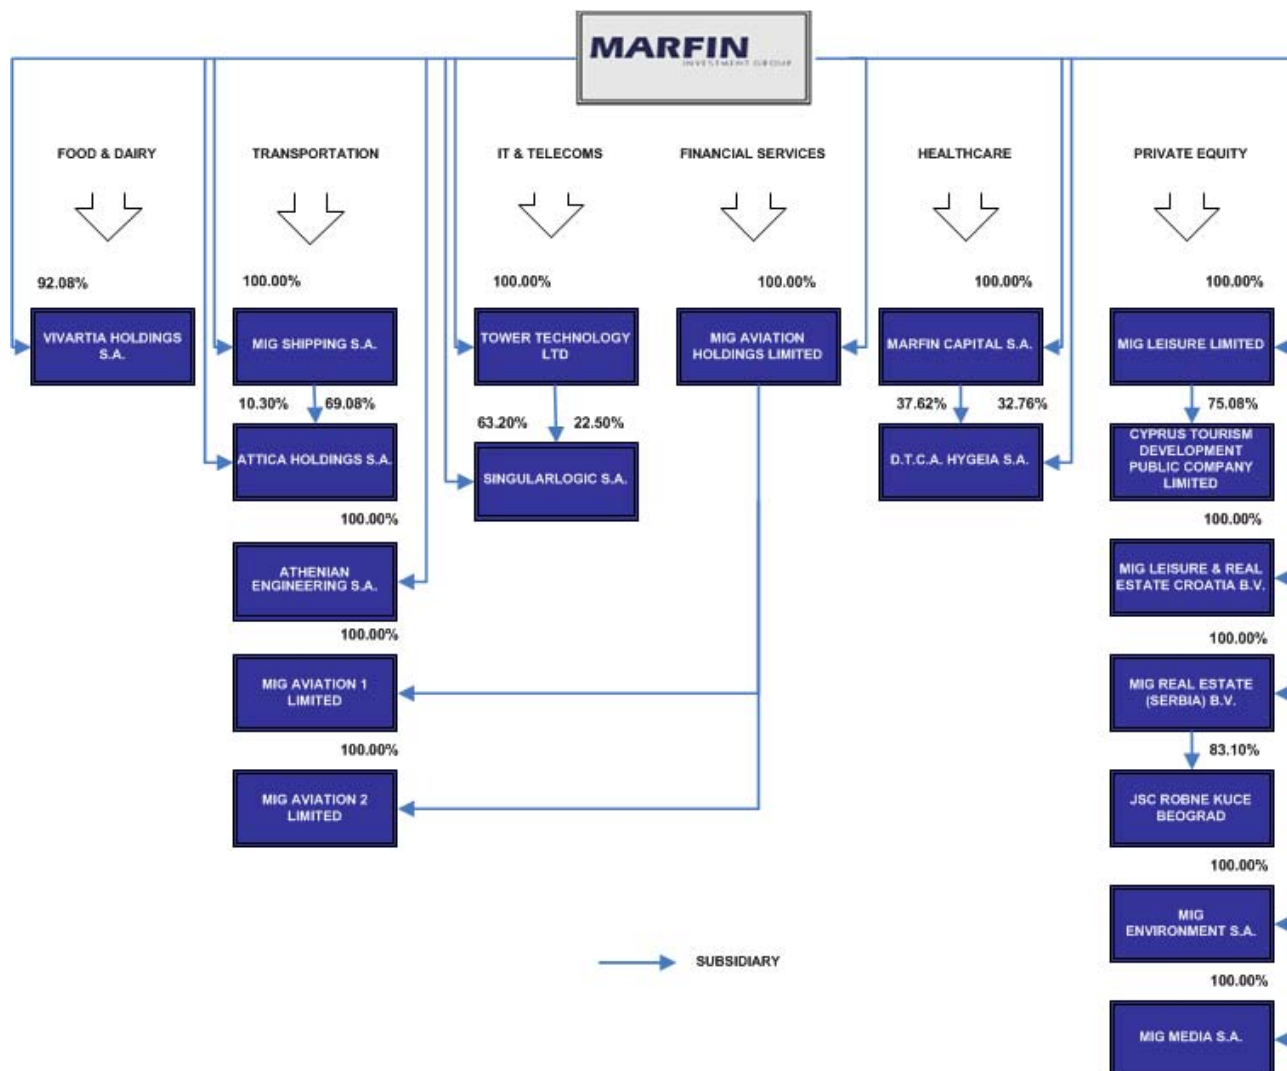 MARFIN
INVESTMENT GROUP
FOOD & DAIRY
TRANSPORTATION
IT & TELECOMS
FINANCIAL SERVICES
HEALTHCARE
PRIVATE EQUITY
92.08%
100.00%
100.00%
100.00%
100.00%
100.00%
VIVARTIA HOLDINGS
S.A.
MIG SHIPPING S.A.
TOWER TECHNOLOGY
LTD
MIG AVIATION
HOLDINGS LIMITED
MARFIN CAPITAL S.A.
MIG LEISURE LIMITED
10.30%
69.08%
63.20%
22.50%
37.62%
32.76%
75.08%
ATTICA HOLDINGS S.A.
SINGULARLOGIC S.A.
D.T.C.A. HYGEIA S.A.
CYPRUS TOURISM
DEVELOPMENT
PUBLIC COMPANY
LIMITED
100.00%
100.00%
ATHENIAN
ENGINEERING S.A.
MIG LEISURE & REAL
ESTATE CROATIA B.V.
100.00%
100.00%
MIG AVIATION 1
LIMITED
MIG REAL ESTATE
(SERBIA) B.V.
100.00%
83.10%
MIG AVIATION 2
LIMITED
JSC ROBNE KUCE
BEOGRAD
100.00%
MIG
ENVIRONMENT S.A.
SUBSIDIARY
100.00%
MIG MEDIA S.A.